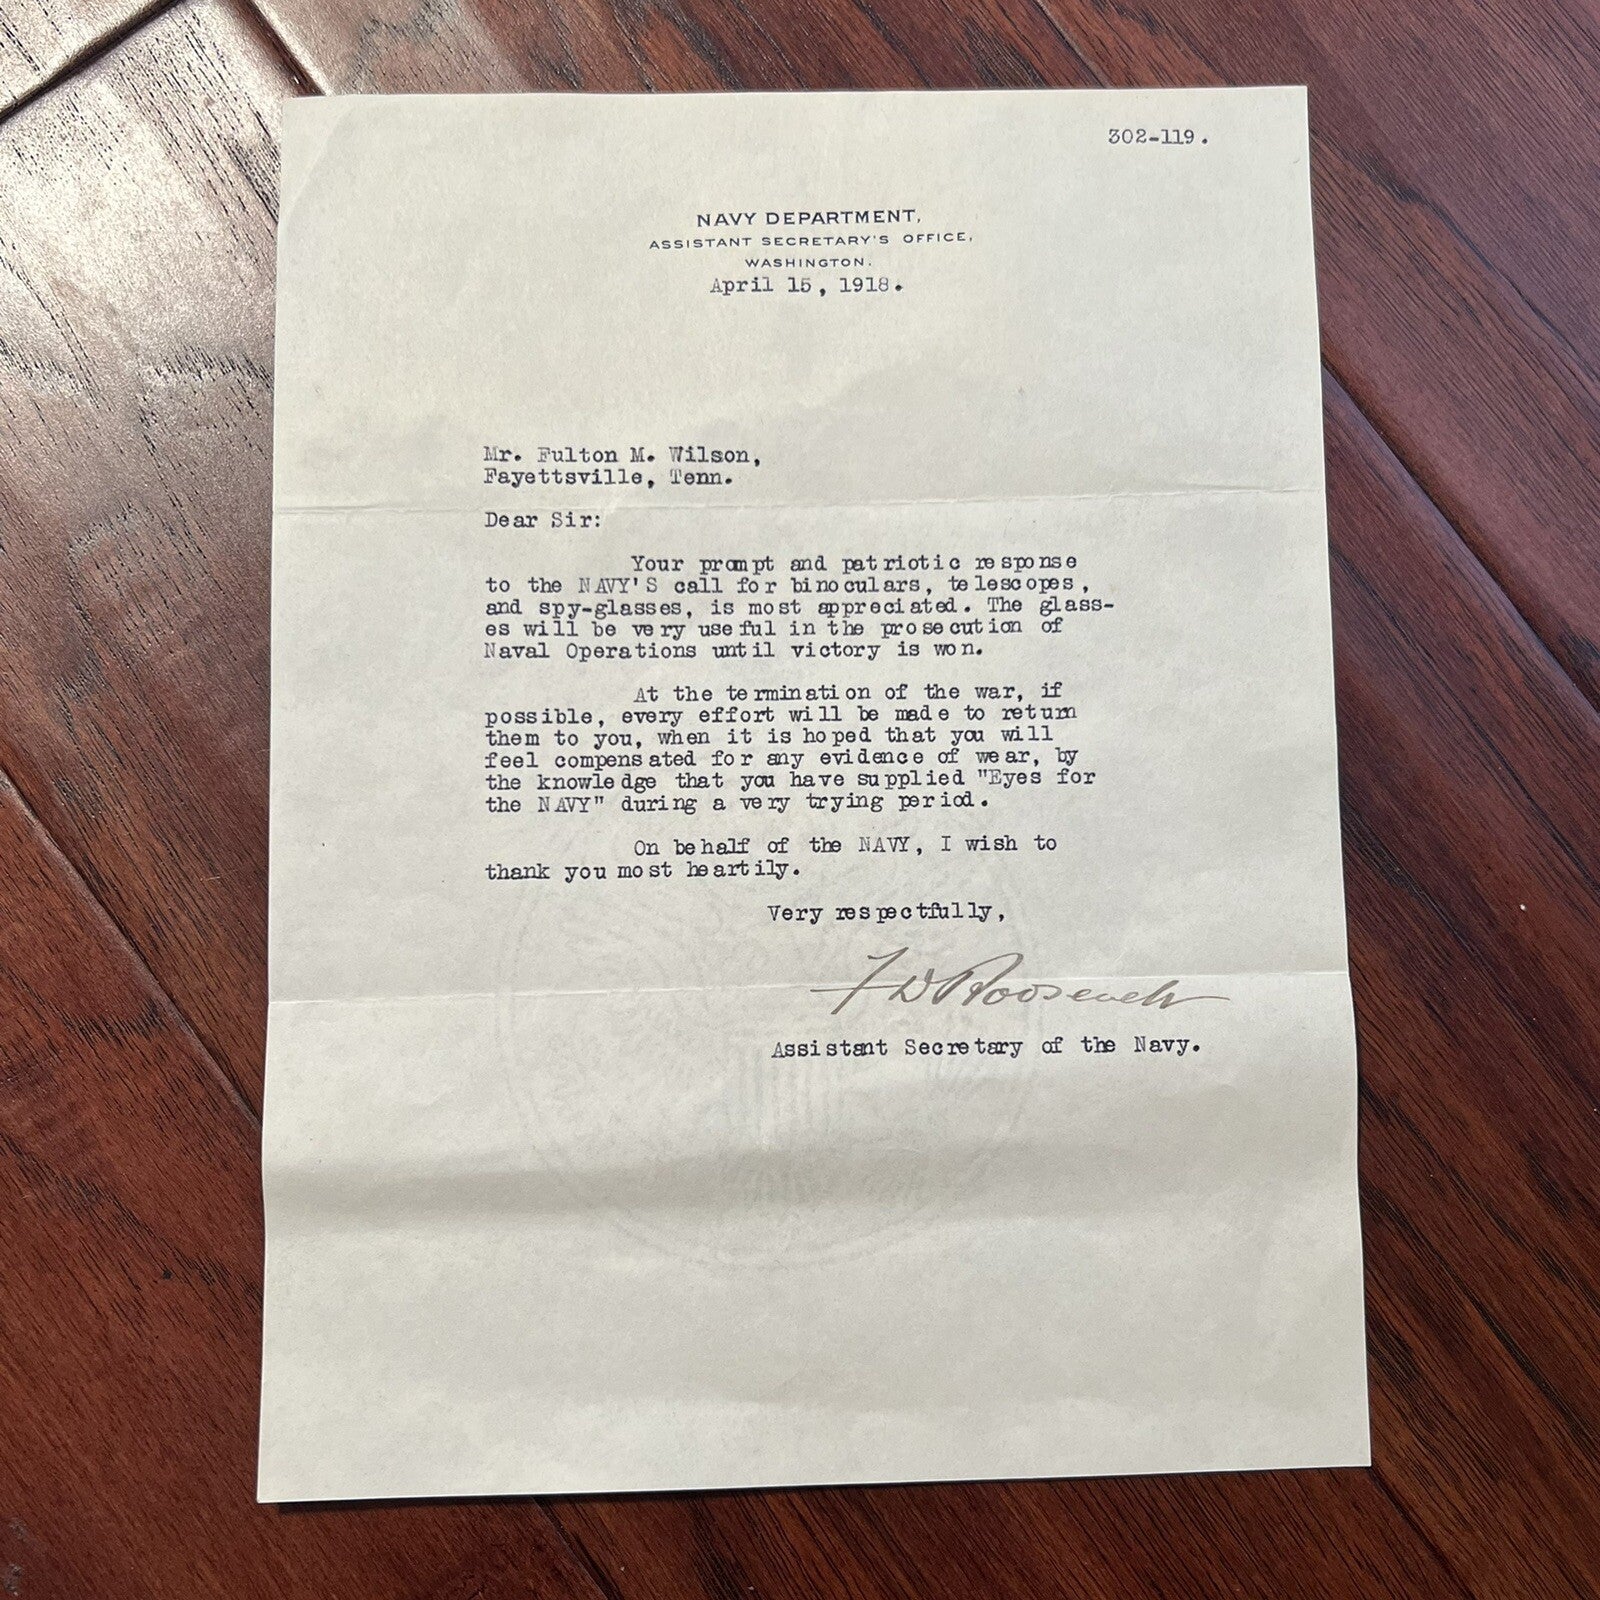 302-119.
NAVY DEPARTMENT,
ASSISTANT SECRETARY'S OFFICE,
WASHINGTON.
April 15, 1918.
Mr. Fulton M. Wilson,
Fayettsville, Tenn.
Dear Sir:
Your prompt and patriotic response
to the NAVY'S call for binoculars, telescopes,
and spy-glasses, is most appreciated. The glass-
es will be very useful in the prosecution of
Naval Operations until victory is won.
At the termination of the war, if
possible, every effort will be made to return
them to you, when it is hoped that you will
feel compensated for any evidence of wear, by
the knowledge that you have supplied "Eyes for
the NAVY" during a very trying period.
On behalf of the NAVY, I wish to
thank you most heartily.
Very respectfully,
F D Roosevelt
Assistant Secretary of the Navy.